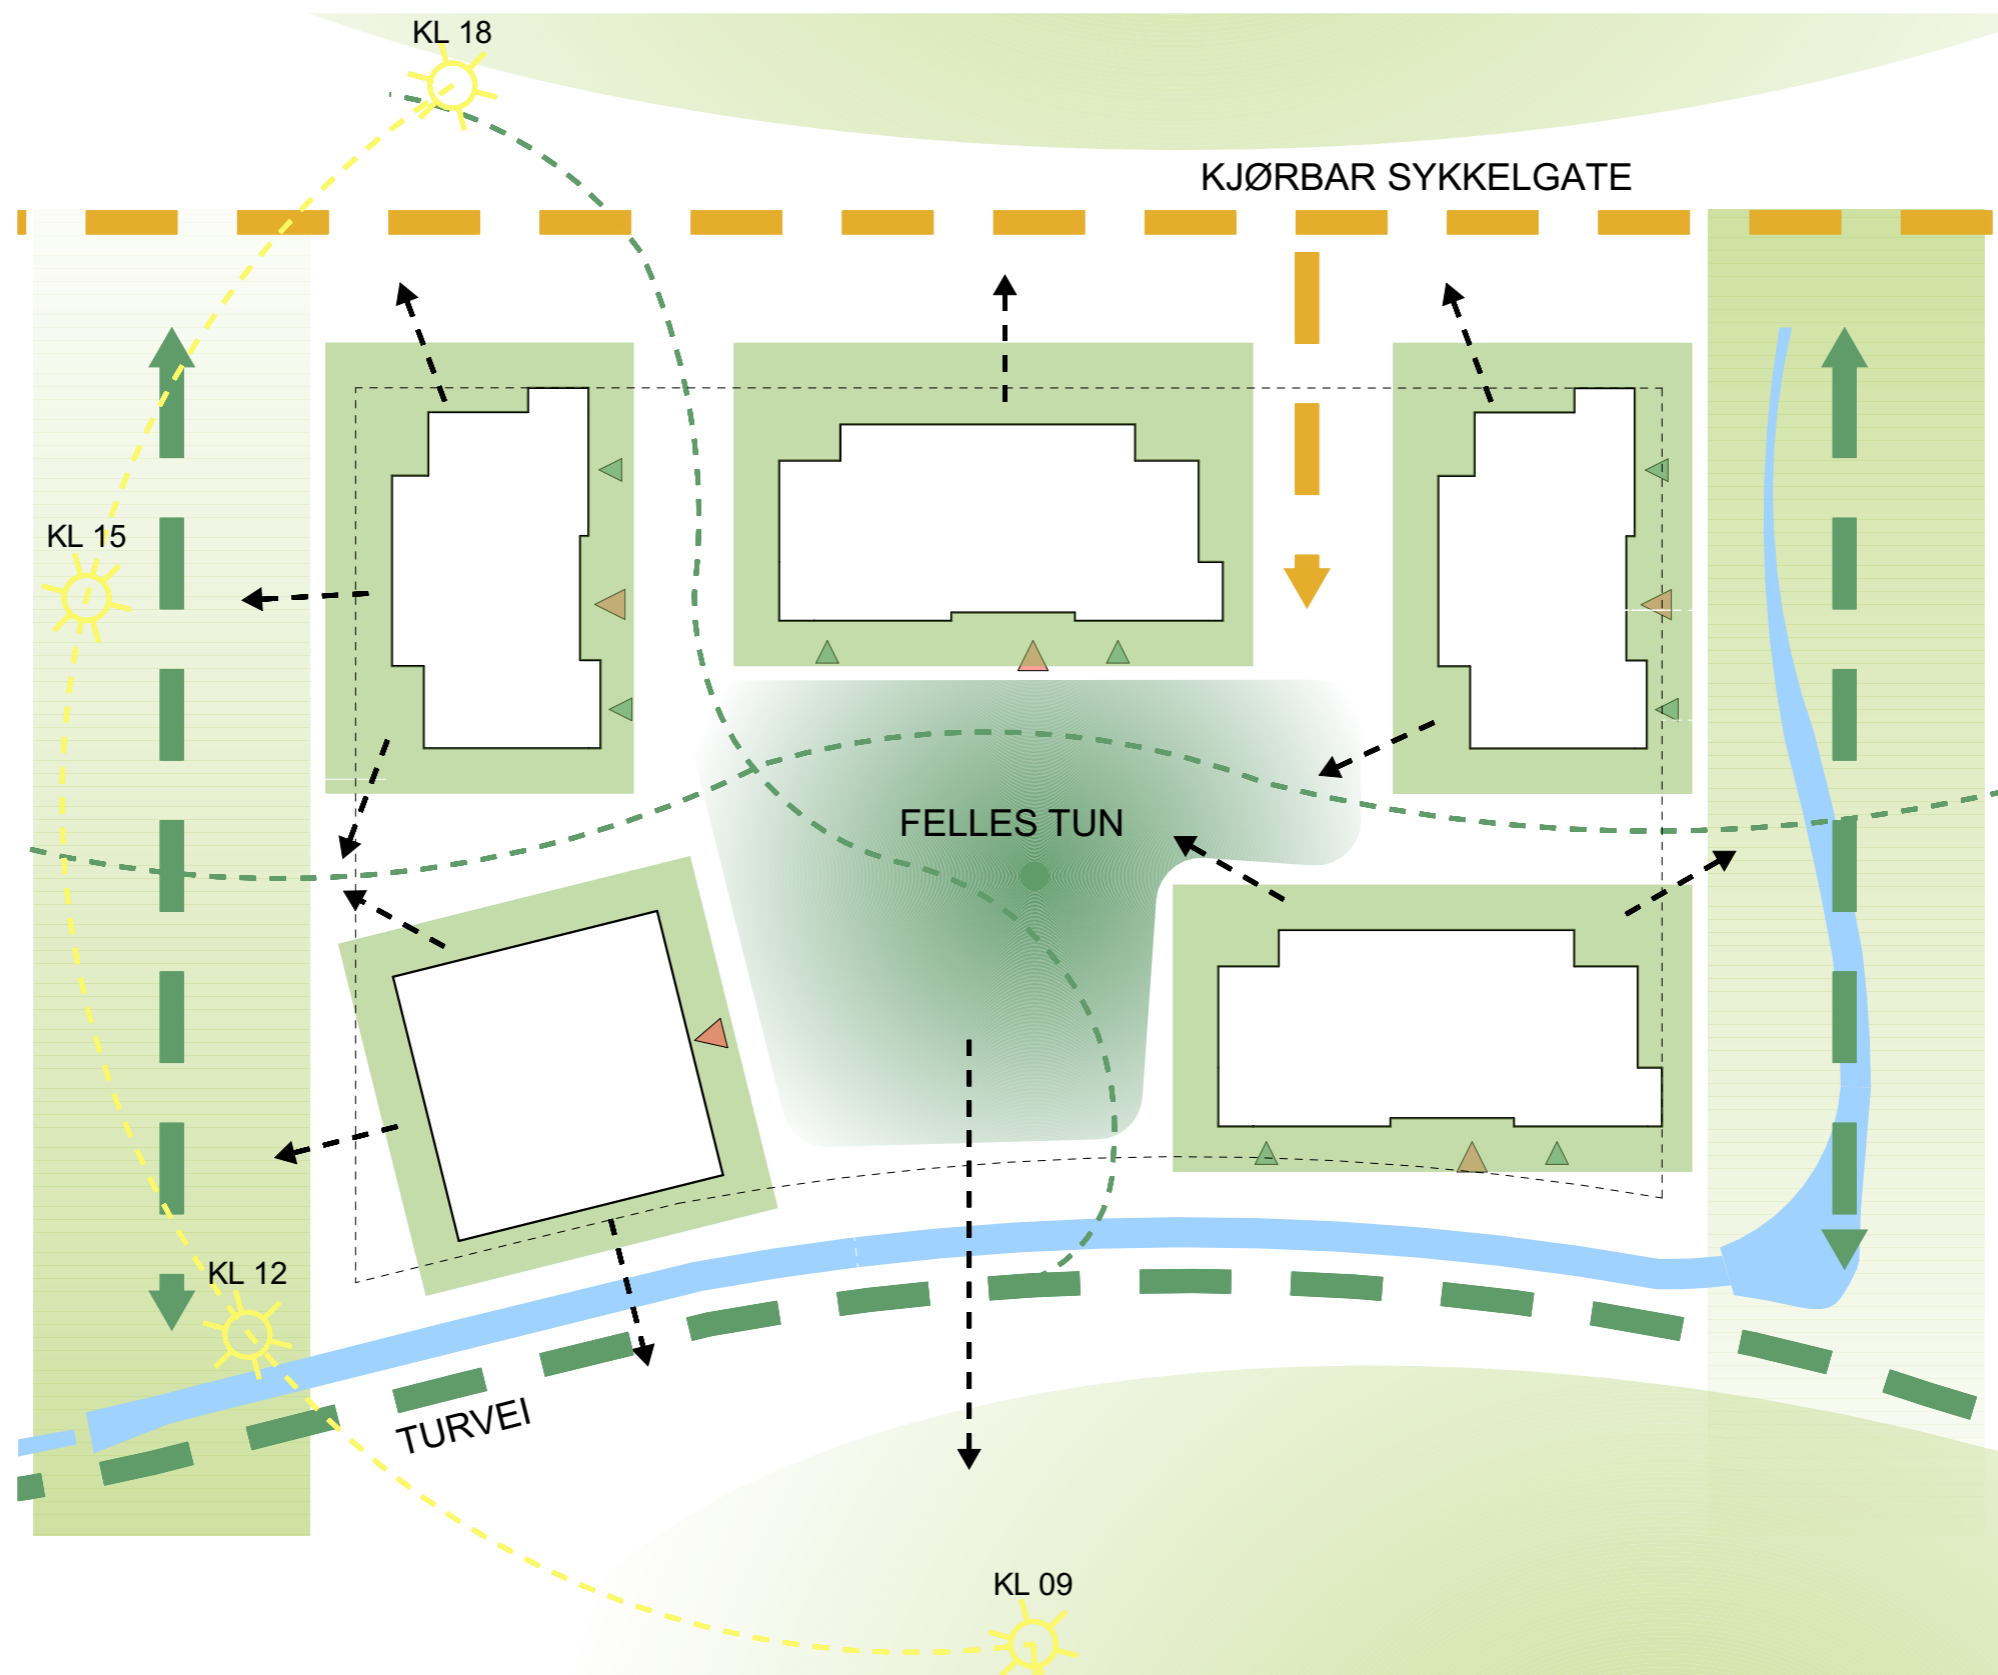 KL 18
KJØRBAR SYKKELGATE
KL 15
FELLES TUN
KL 12
TURVEI
KL 09